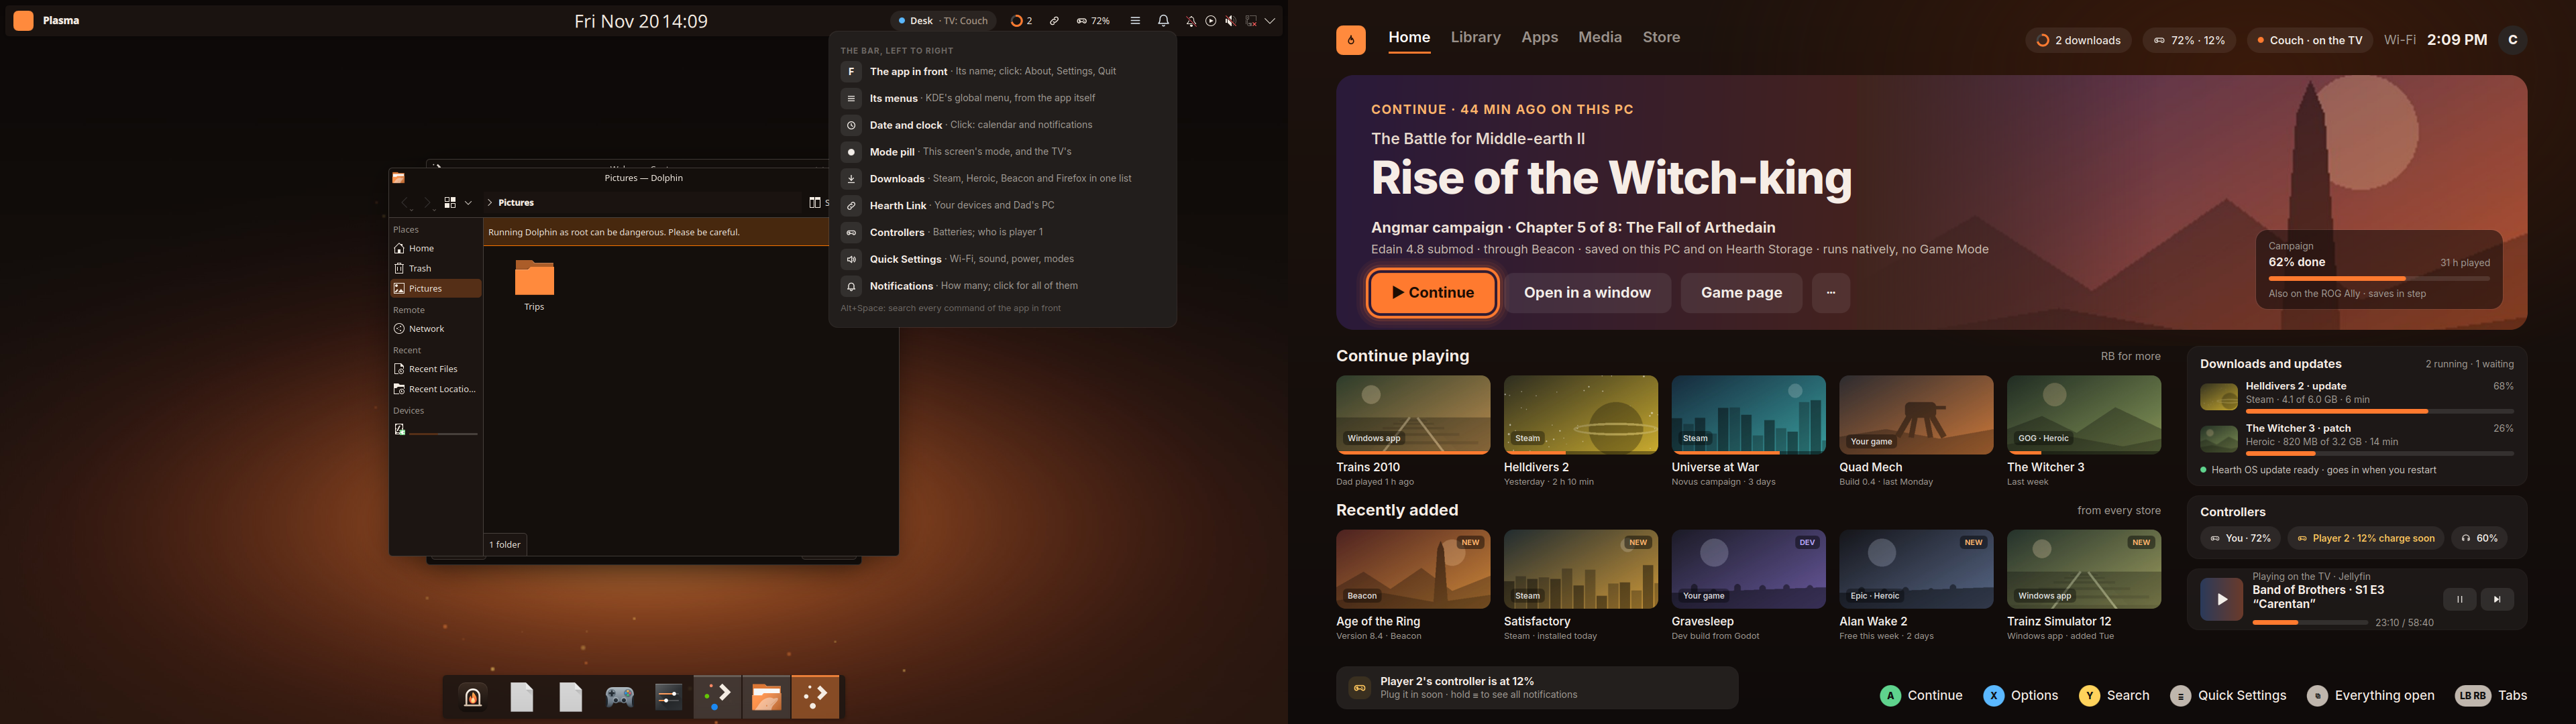 Plasma
Fri Nov 20 14:09
Desk · TV: Couch
2
72%
THE BAR, LEFT TO RIGHT
F The app in front · Its name; click: About, Settings, Quit
Its menus · KDE's global menu, from the app itself
Date and clock · Click: calendar and notifications
Mode pill · This screen's mode, and the TV's
Downloads · Steam, Heroic, Beacon and Firefox in one list
Hearth Link · Your devices and Dad's PC
Controllers · Batteries; who is player 1
Quick Settings · Wi-Fi, sound, power, modes
Notifications · How many; click for all of them
Alt+Space: search every command of the app in front
Pictures — Dolphin
Pictures
S
Running Dolphin as root can be dangerous. Please be careful.
Places
Home
Trash
Pictures
Remote
Network
Recent
Recent Files
Recent Locatio...
Devices
Trips
1 folder
Home
Library
Apps
Media
Store
2 downloads
72% · 12%
Couch · on the TV
Wi-Fi
2:09 PM
C
CONTINUE · 44 MIN AGO ON THIS PC
The Battle for Middle-earth II
Rise of the Witch-king
Angmar campaign · Chapter 5 of 8: The Fall of Arthedain
Edain 4.8 submod · through Beacon · saved on this PC and on Hearth Storage · runs natively, no Game Mode
▶ Continue
Open in a window
Game page
···
Campaign
62% done
31 h played
Also on the ROG Ally · saves in step
Continue playing
RB for more
Windows app
Steam
Steam
Your game
GOG · Heroic
Trains 2010
Helldivers 2
Universe at War
Quad Mech
The Witcher 3
Dad played 1 h ago
Yesterday · 2 h 10 min
Novus campaign · 3 days
Build 0.4 · last Monday
Last week
Recently added
from every store
NEW
NEW
DEV
NEW
NEW
Beacon
Steam
Your game
Epic · Heroic
Windows app
Age of the Ring
Satisfactory
Gravesleep
Alan Wake 2
Trainz Simulator 12
Version 8.4 · Beacon
Steam · installed today
Dev build from Godot
Free this week · 2 days
Windows app · added Tue
Downloads and updates
2 running · 1 waiting
Helldivers 2 · update
68%
Steam · 4.1 of 6.0 GB · 6 min
The Witcher 3 · patch
26%
Heroic · 820 MB of 3.2 GB · 14 min
Hearth OS update ready · goes in when you restart
Controllers
You · 72%
Player 2 · 12% charge soon
60%
Playing on the TV · Jellyfin
Band of Brothers · S1 E3
“Carentan”
23:10 / 58:40
Player 2's controller is at 12%
Plug it in soon · hold ≡ to see all notifications
A Continue
X Options
Y Search
Quick Settings
Everything open
LB RB Tabs